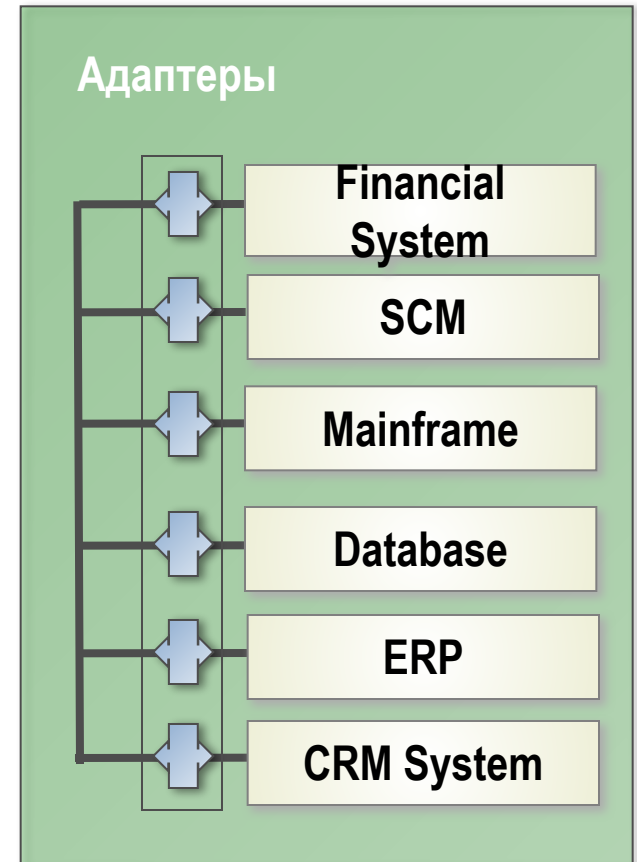 Адаптеры
Financial
System
SCM
Mainframe
Database
ERP
CRM System